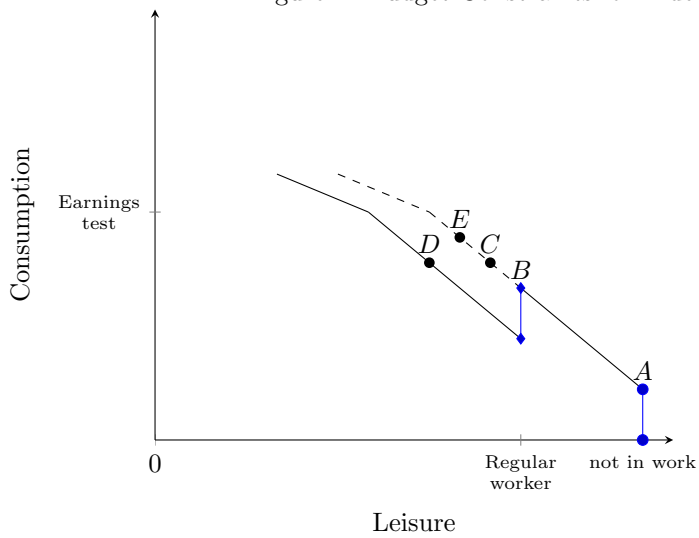 Consumption
Earnings
test
E
D
C
B
A
0
Regular
worker
not in work
Leisure